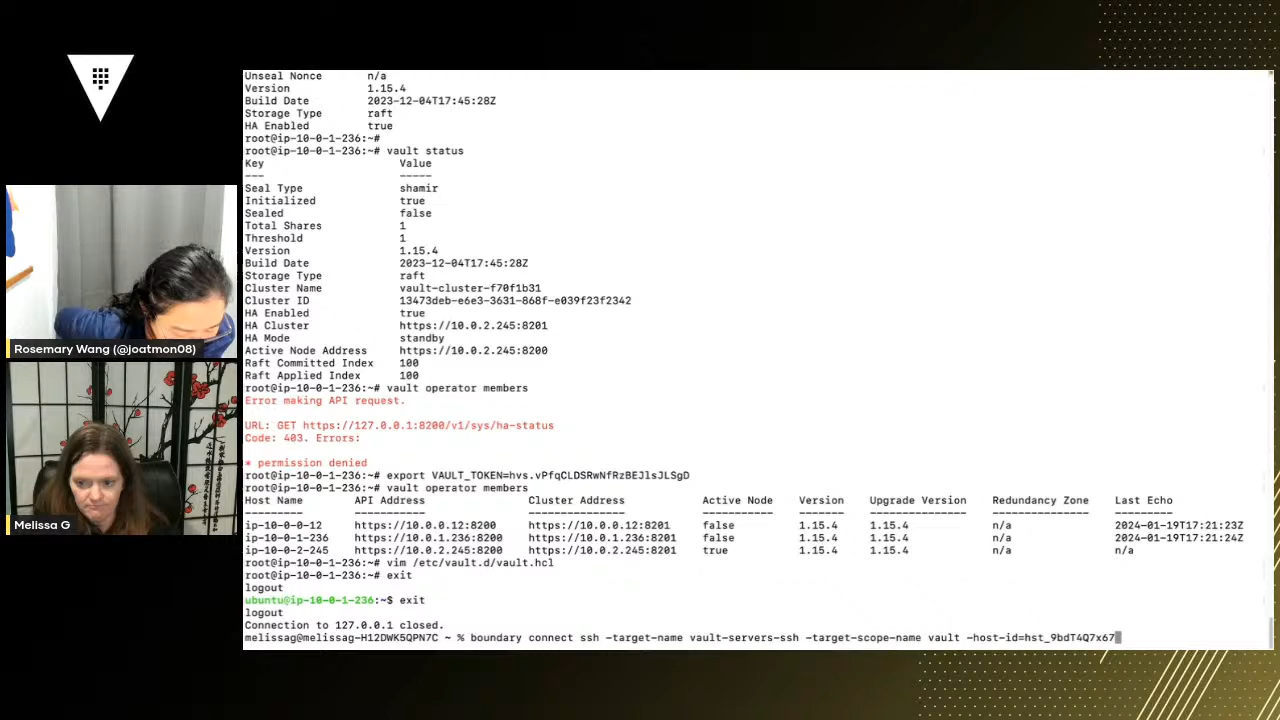 Unseal Nonce n/a
Version 1.15.4
Build Date 2023-12-04T17:45:28Z
Storage Type raft
HA Enabled true
root@ip-10-0-1-236:~#
root@ip-10-0-1-236:~# vault status
Key Value
--- -----
Seal Type shamir
Initialized true
Sealed false
Total Shares 1
Threshold 1
Version 1.15.4
Build Date 2023-12-04T17:45:28Z
Storage Type raft
Cluster Name vault-cluster-f70f1b31
Cluster ID 13473deb-e6e3-3631-868f-e039f23f2342
HA Enabled true
HA Cluster https://10.0.2.245:8201
HA Mode standby
Active Node Address https://10.0.2.245:8200
Raft Committed Index 100
Raft Applied Index 100
root@ip-10-0-1-236:~# vault operator members
Error making API request.
URL: GET https://127.0.0.1:8200/v1/sys/ha-status
Code: 403. Errors:
* permission denied
root@ip-10-0-1-236:~# export VAULT_TOKEN=hvs.vPfqCLDSRwNfRzBEJlsJLSgD
root@ip-10-0-1-236:~# vault operator members
Host Name API Address Cluster Address Active Node Version Upgrade Version Redundancy Zone Last Echo
--------- ----------- --------------- ----------- ------- --------------- --------------- ---------
ip-10-0-0-12 https://10.0.0.12:8200 https://10.0.0.12:8201 false 1.15.4 1.15.4 n/a 2024-01-19T17:21:23Z
ip-10-0-1-236 https://10.0.1.236:8200 https://10.0.1.236:8201 false 1.15.4 1.15.4 n/a 2024-01-19T17:21:24Z
ip-10-0-2-245 https://10.0.2.245:8200 https://10.0.2.245:8201 true 1.15.4 1.15.4 n/a n/a
root@ip-10-0-1-236:~# vim /etc/vault.d/vault.hcl
root@ip-10-0-1-236:~# exit
logout
ubuntu@ip-10-0-1-236:~$ exit
logout
Connection to 127.0.0.1 closed.
melissag@melissag-H12DWK5QPN7C ~ % boundary connect ssh -target-name vault-servers-ssh -target-scope-name vault -host-id=hst_9bdT4Q7x67
Rosemary Wang (@joatmon08)
Melissa G